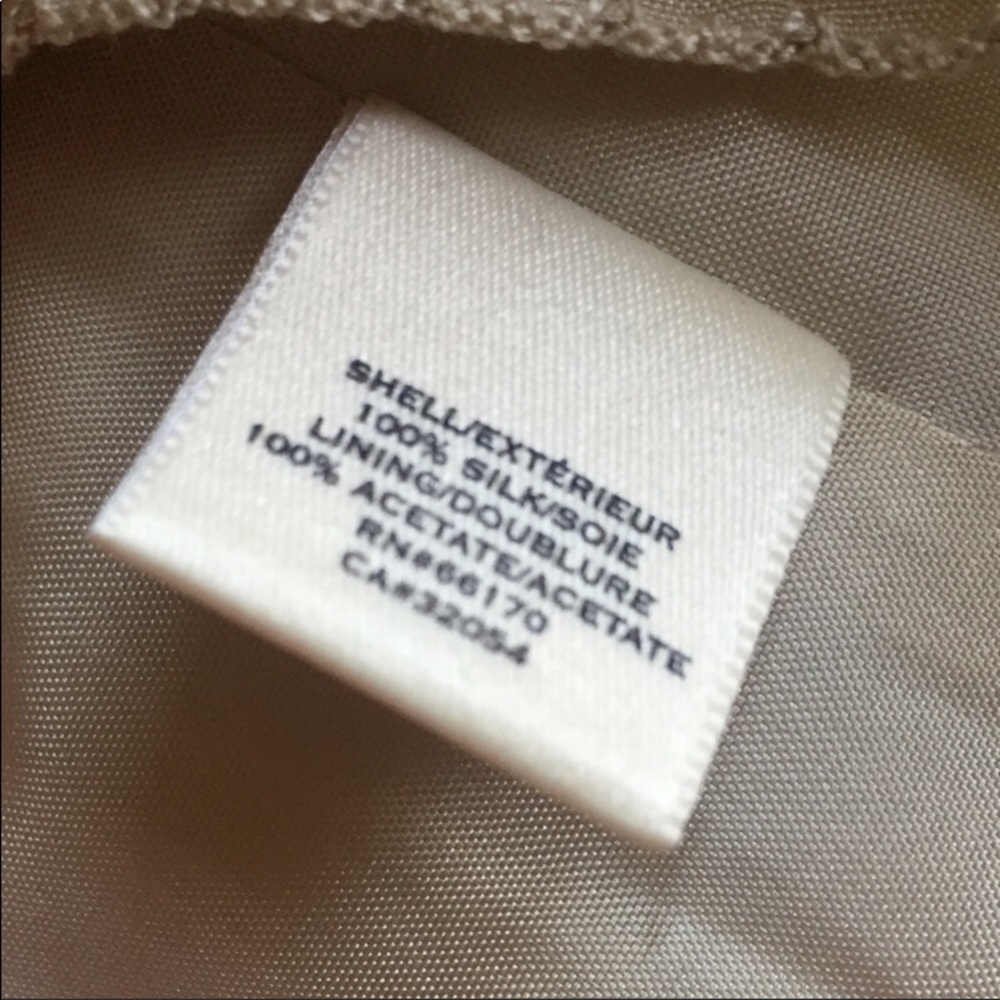 SHELL/EXTÉRIEUR
100% SILK/SOIE
LINING/DOUBLURE
100% ACETATE/ACETATE
RN#66170
CA#32054